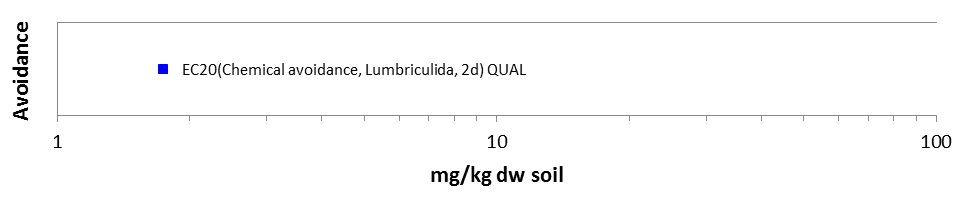 Avoidance
EC20(Chemical avoidance, Lumbriculida, 2d) QUAL
1 10 100
mg/kg dw soil